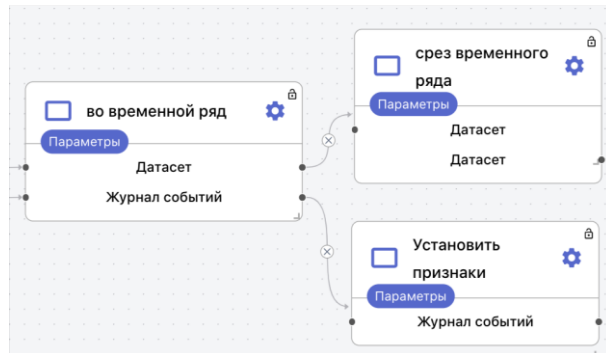 во временной ряд
Параметры
Датасет
Журнал событий
срез временного
ряда
Параметры
Датасет
Датасет
Установить
признаки
Параметры
Журнал событий